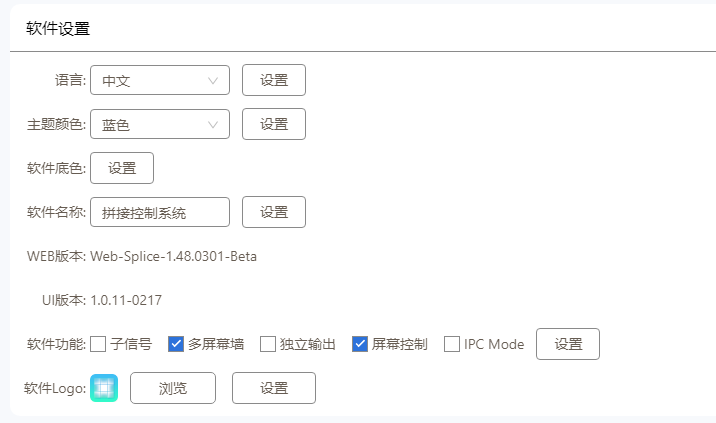 软件设置
语言: 中文 设置
主题颜色: 蓝色 设置
软件底色: 设置
软件名称: 拼接控制系统 设置
WEB版本: Web-Splice-1.48.0301-Beta
UI版本: 1.0.11-0217
软件功能: 子信号 多屏幕墙 独立输出 屏幕控制 IPC Mode 设置
软件Logo: 浏览 设置